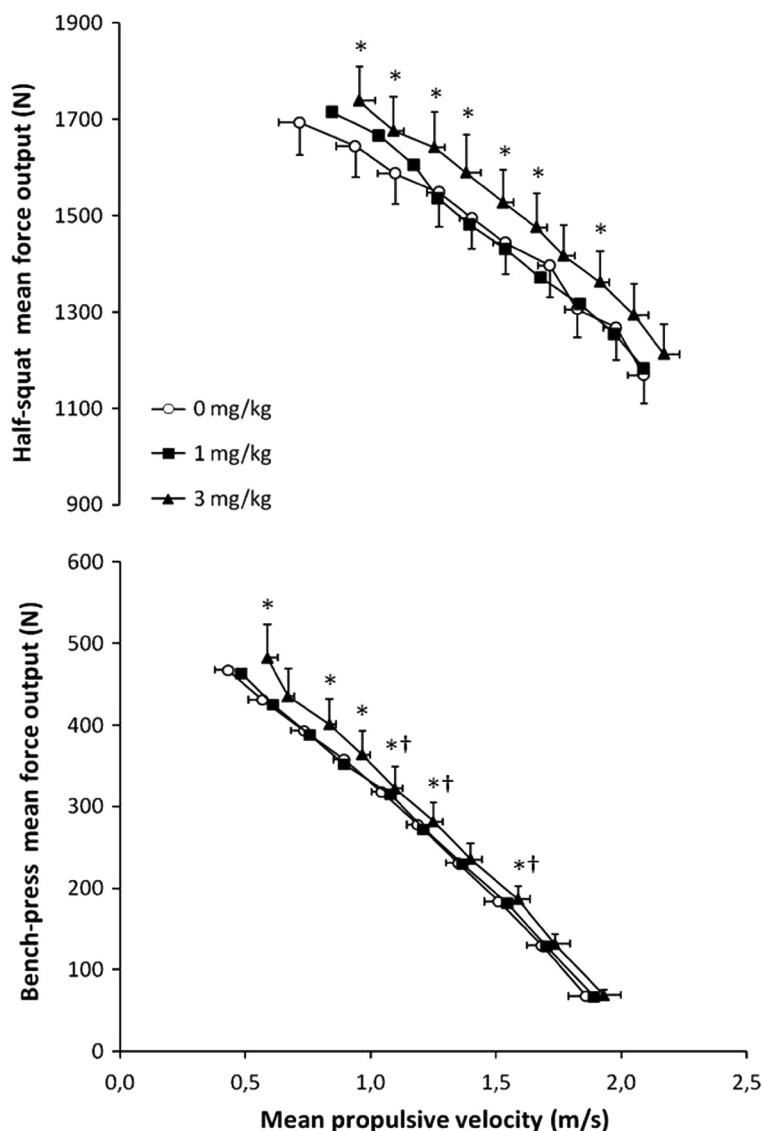 Half-squat mean force output (N)
1900
1700
1500
1300
1100
900
* * * * * * *
0 mg/kg
1 mg/kg
3 mg/kg
Bench-press mean force output (N)
600
500
400
300
200
100
0
* * * *† *† *†
0,0 0,5 1,0 1,5 2,0 2,5
Mean propulsive velocity (m/s)